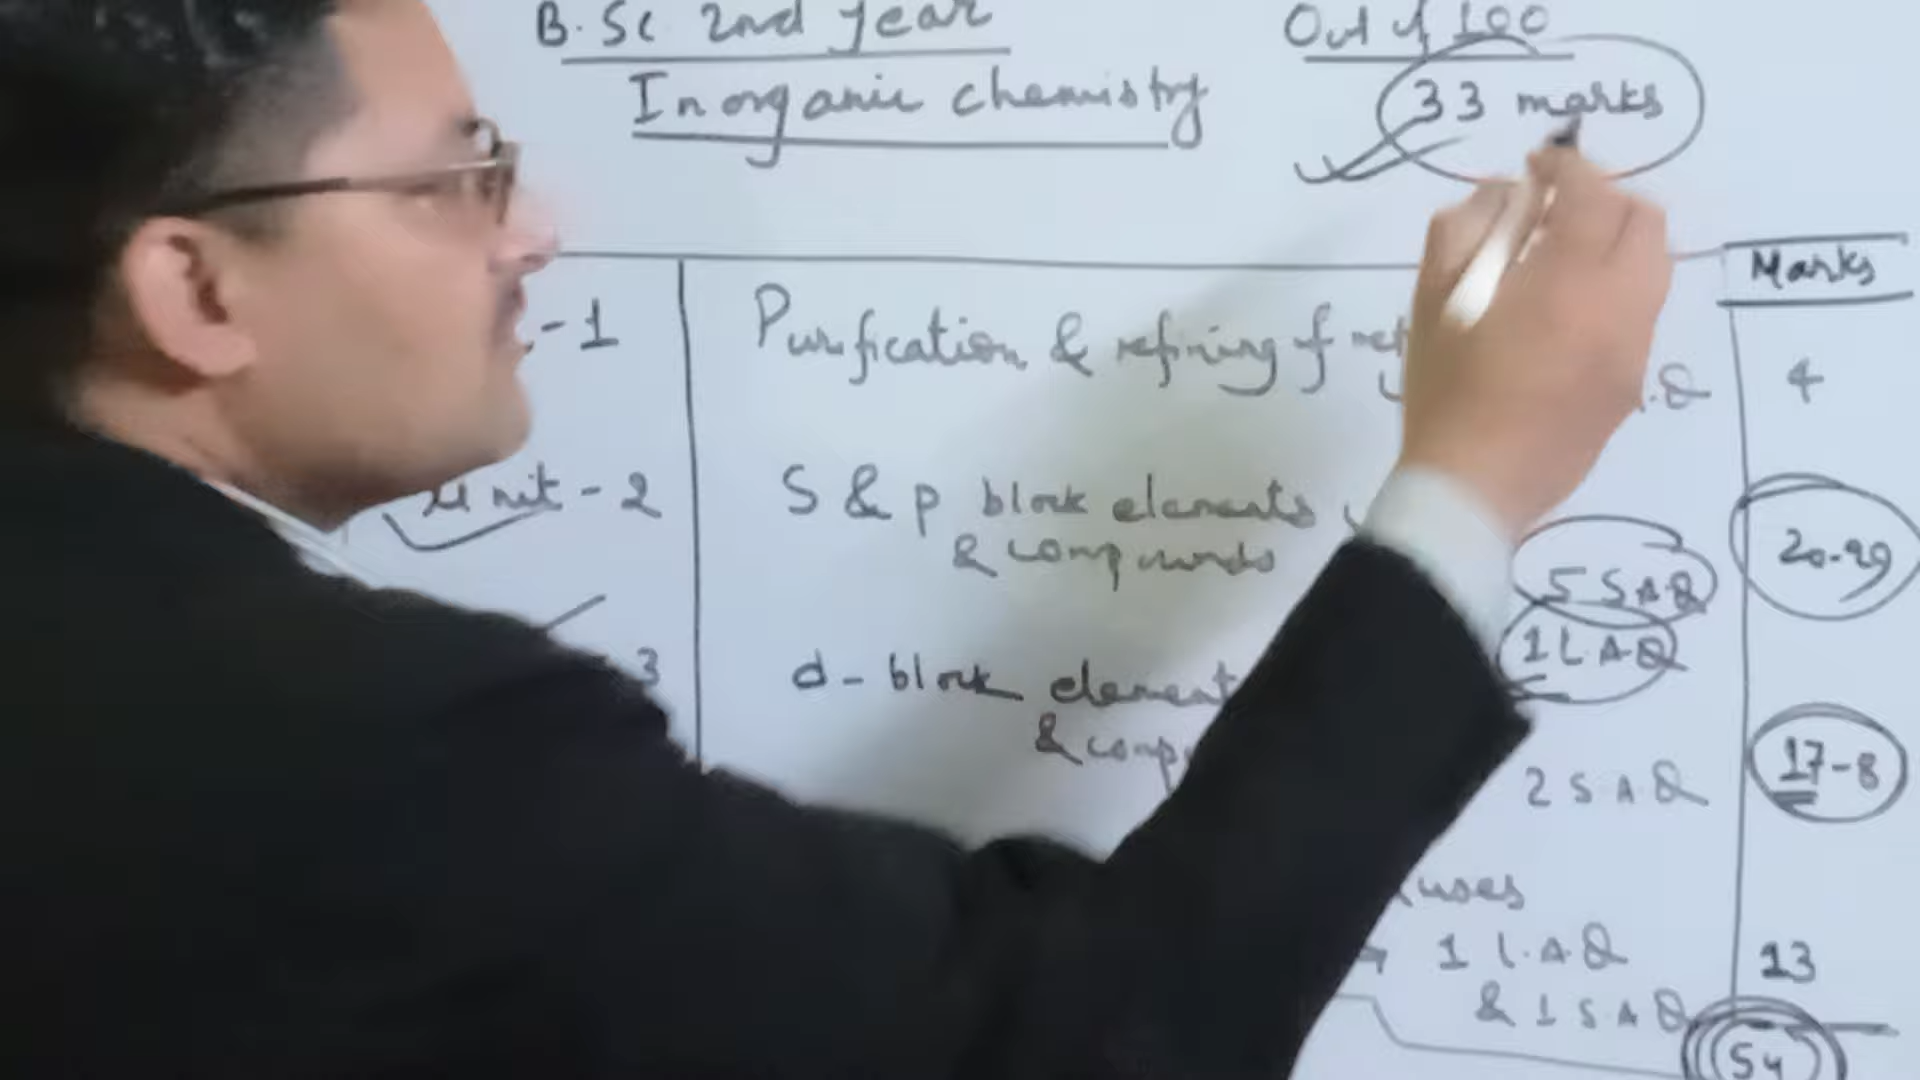 B.Sc 2nd year
Out of 100
Inorganic chemistry
33 marks
Marks
-1
Purification & refining of
.Q
4
Unit - 2
S & p block elements
& compounds
5 S A Q
1 L.A.Q
20-29
3
d - block element
& comp
2 S.A.Q
17-8
uses
1 L.A.Q
& 1 S A Q
13
54